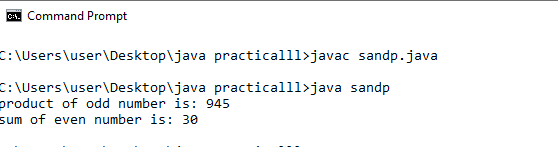 Command Prompt
C:\Users\user\Desktop\java practicalll>javac sandp.java
C:\Users\user\Desktop\java practicalll>java sandp
product of odd number is: 945
sum of even number is: 30